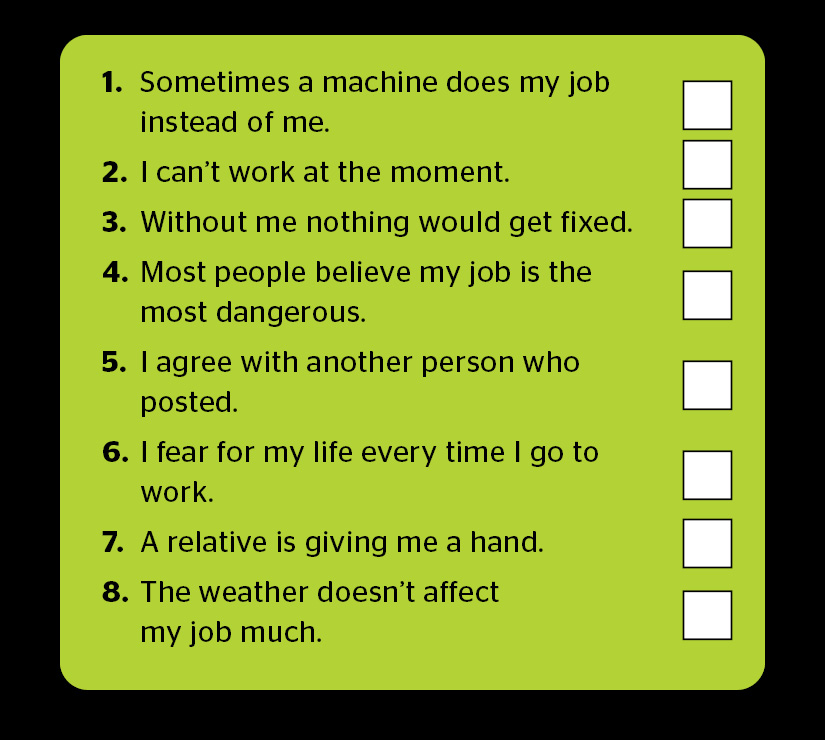 1. Sometimes a machine does my job
instead of me.
2. I can’t work at the moment.
3. Without me nothing would get fixed.
4. Most people believe my job is the
most dangerous.
5. I agree with another person who
posted.
6. I fear for my life every time I go to
work.
7. A relative is giving me a hand.
8. The weather doesn’t affect
my job much.